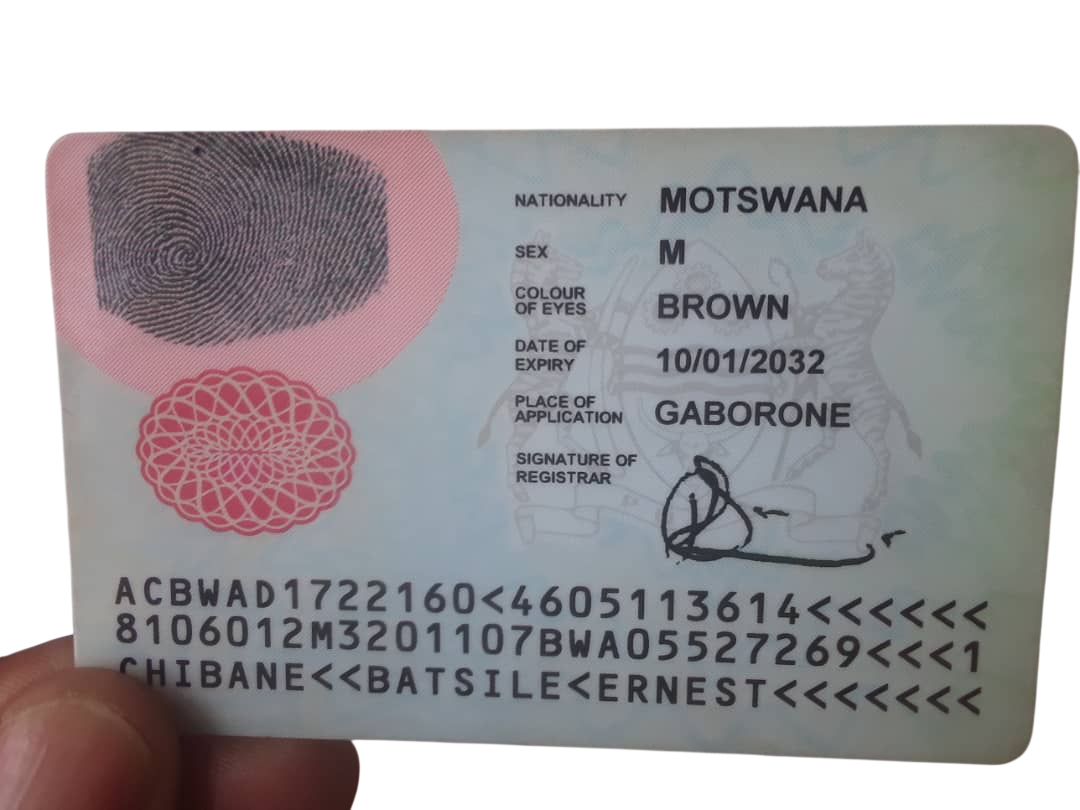 NATIONALITY MOTSWANA
SEX M
COLOUR OF EYES BROWN
DATE OF EXPIRY 10/01/2032
PLACE OF APPLICATION GABORONE
SIGNATURE OF REGISTRAR
ACBWAD1722160<4605113614<<<<<<
8106012M3201107BWA05527269<<<1
CHIBANE<<BATSILE<ERNEST<<<<<<<